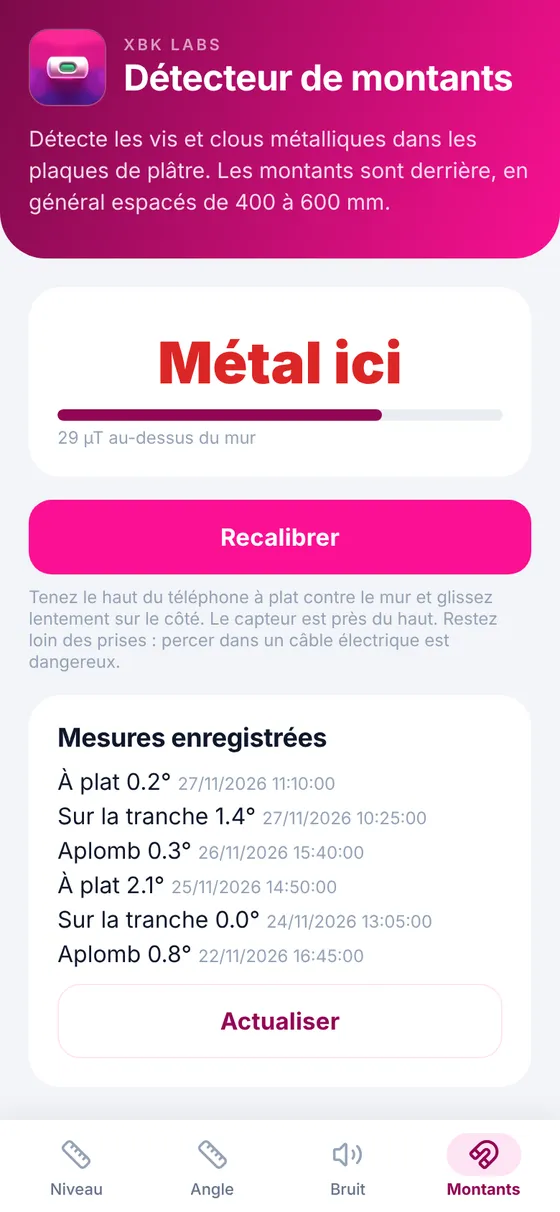 XBK LABS
Détecteur de montants
Détecte les vis et clous métalliques dans les
plaques de plâtre. Les montants sont derrière, en
général espacés de 400 à 600 mm.
Métal ici
29 µT au-dessus du mur
Recalibrer
Tenez le haut du téléphone à plat contre le mur et glissez
lentement sur le côté. Le capteur est près du haut. Restez
loin des prises : percer dans un câble électrique est
dangereux.
Mesures enregistrées
À plat 0.2° 27/11/2026 11:10:00
Sur la tranche 1.4° 27/11/2026 10:25:00
Aplomb 0.3° 26/11/2026 15:40:00
À plat 2.1° 25/11/2026 14:50:00
Sur la tranche 0.0° 24/11/2026 13:05:00
Aplomb 0.8° 22/11/2026 16:45:00
Actualiser
Niveau Angle Bruit Montants